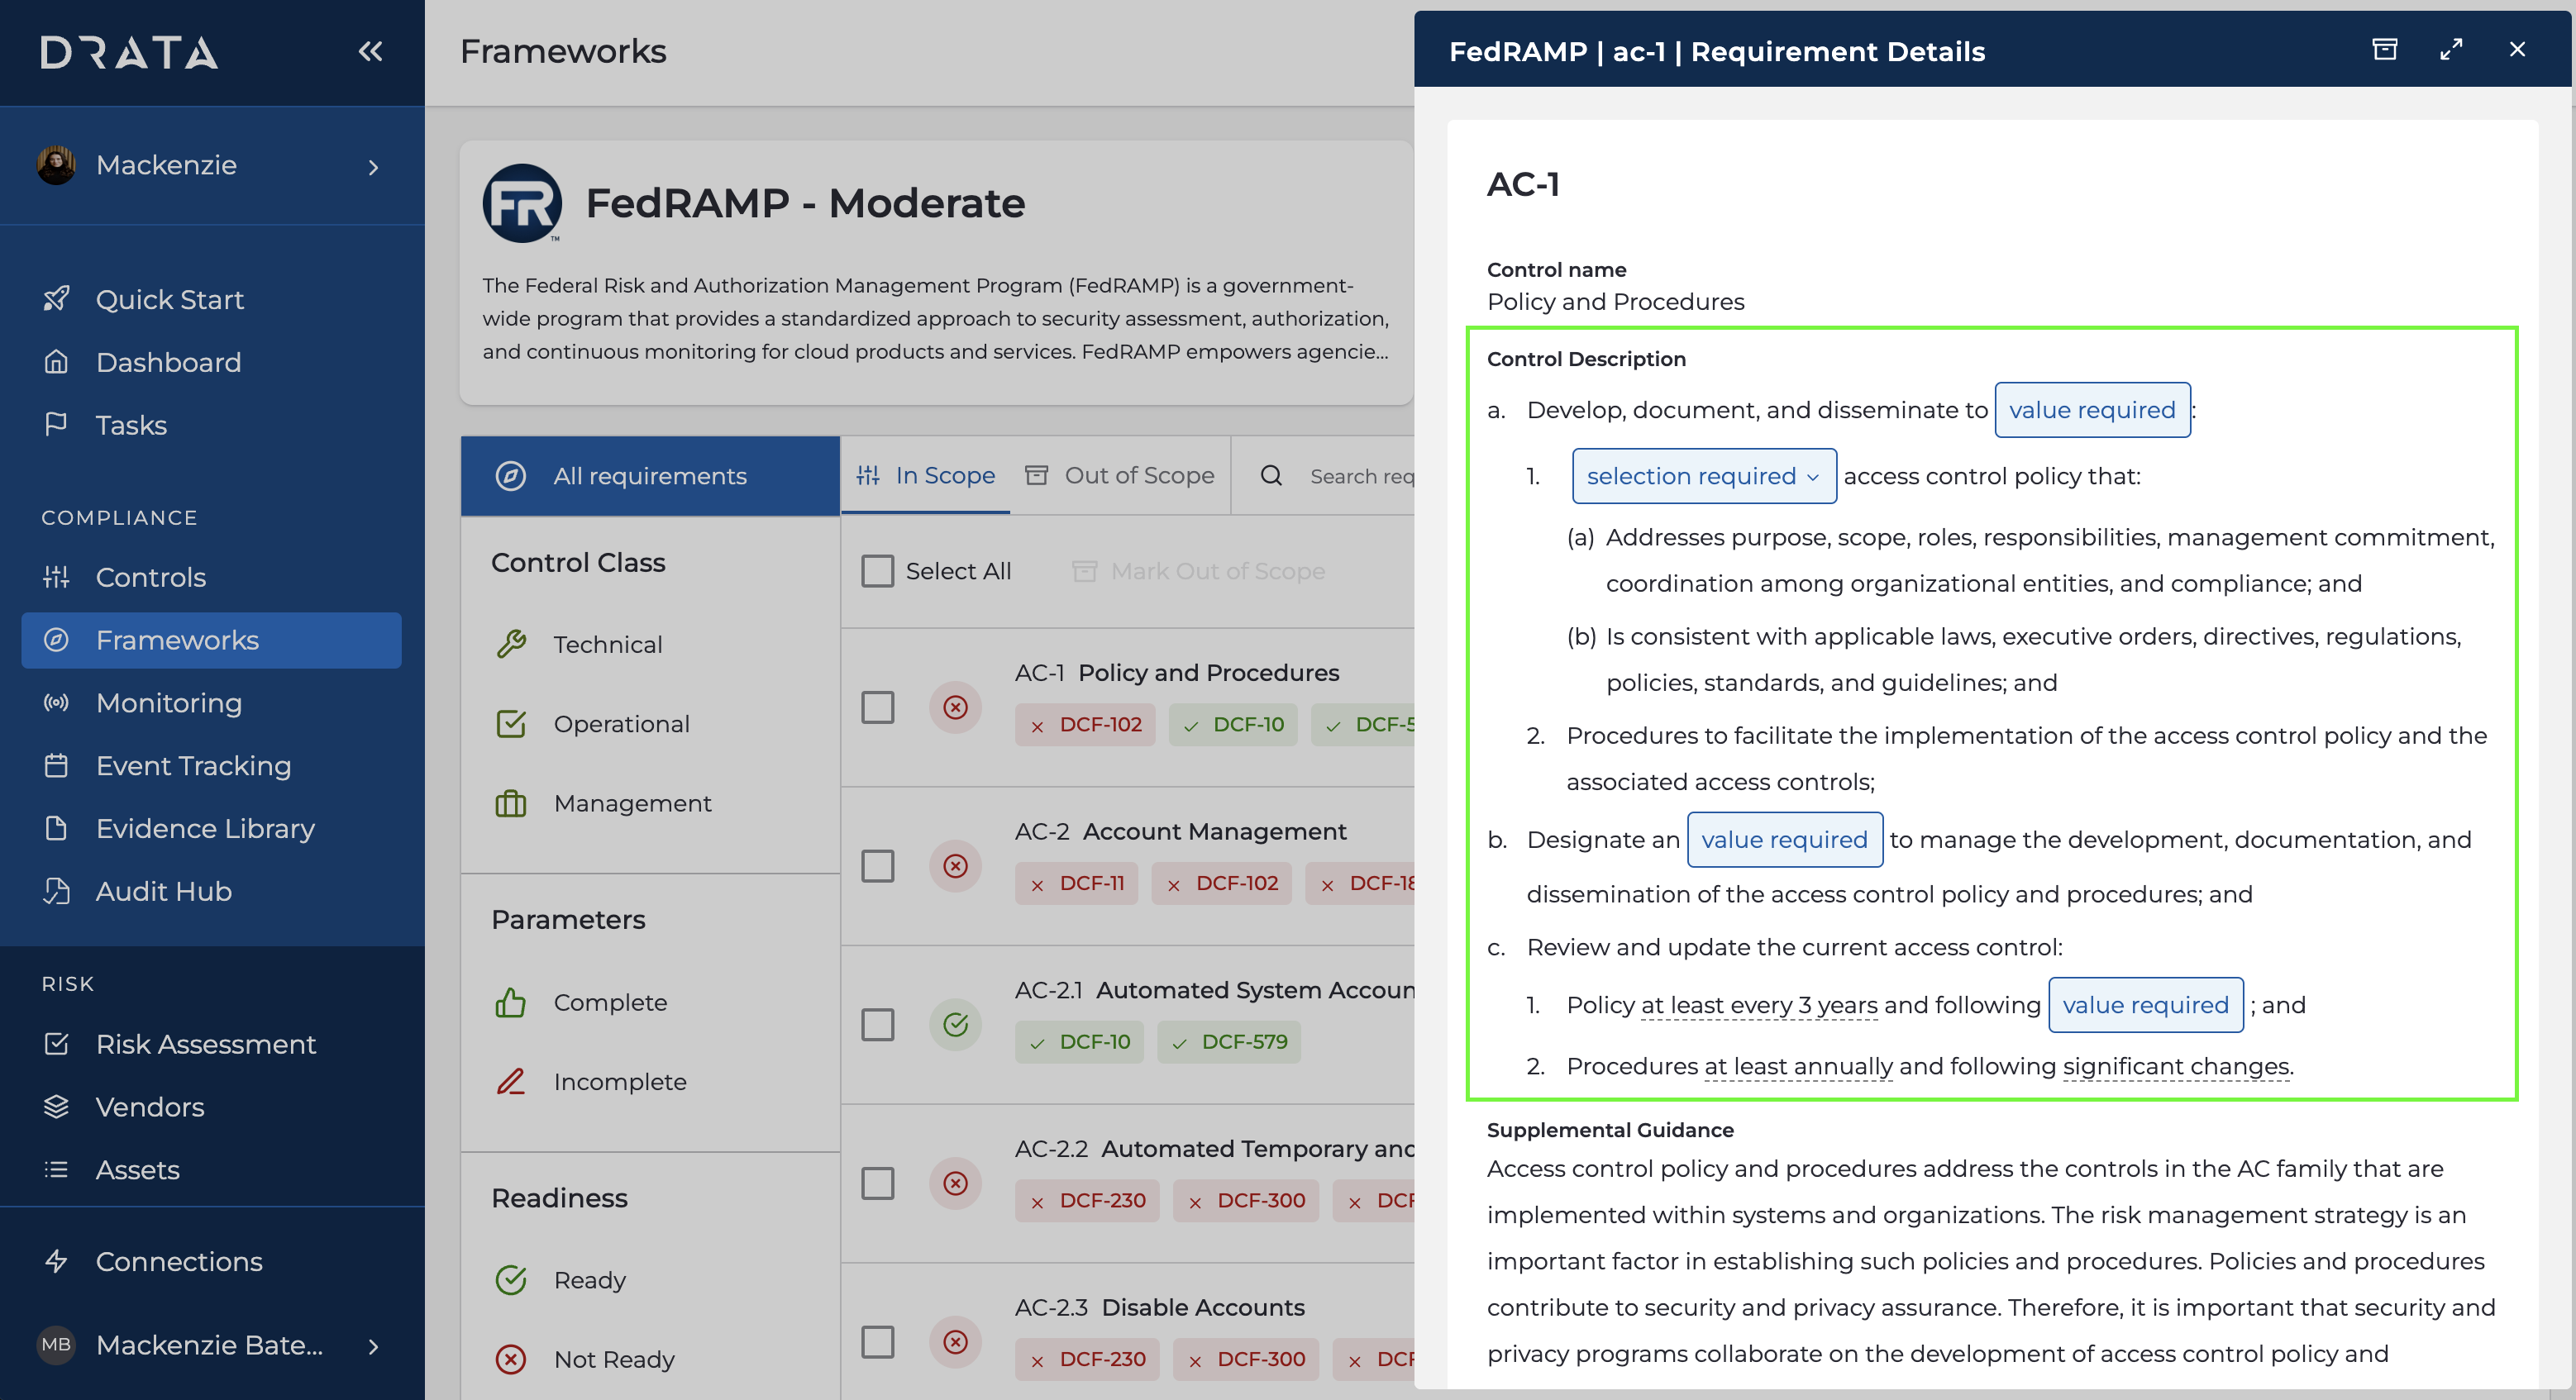 DRATA
Mackenzie
Quick Start
Dashboard
Tasks
COMPLIANCE
Controls
Frameworks
Monitoring
Event Tracking
Evidence Library
Audit Hub
RISK
Risk Assessment
Vendors
Assets
Connections
MB Mackenzie Bate...
Frameworks
FR™
FedRAMP - Moderate
The Federal Risk and Authorization Management Program (FedRAMP) is a government-
wide program that provides a standardized approach to security assessment, authorization,
and continuous monitoring for cloud products and services. FedRAMP empowers agencie...
All requirements
Control Class
Technical
Operational
Management
Parameters
Complete
Incomplete
Readiness
Ready
Not Ready
In Scope Out of Scope Search req
Select All Mark Out of Scope
AC-1 Policy and Procedures
DCF-102 DCF-10 DCF-5
AC-2 Account Management
DCF-11 DCF-102 DCF-18
AC-2.1 Automated System Accoun
DCF-10 DCF-579
AC-2.2 Automated Temporary and
DCF-230 DCF-300 DCF
AC-2.3 Disable Accounts
DCF-230 DCF-300 DCF
FedRAMP | ac-1 | Requirement Details
AC-1
Control name
Policy and Procedures
Control Description
a. Develop, document, and disseminate to value required :
1. selection required access control policy that:
(a) Addresses purpose, scope, roles, responsibilities, management commitment,
coordination among organizational entities, and compliance; and
(b) Is consistent with applicable laws, executive orders, directives, regulations,
policies, standards, and guidelines; and
2. Procedures to facilitate the implementation of the access control policy and the
associated access controls;
b. Designate an value required to manage the development, documentation, and
dissemination of the access control policy and procedures; and
c. Review and update the current access control:
1. Policy at least every 3 years and following value required ; and
2. Procedures at least annually and following significant changes.
Supplemental Guidance
Access control policy and procedures address the controls in the AC family that are
implemented within systems and organizations. The risk management strategy is an
important factor in establishing such policies and procedures. Policies and procedures
contribute to security and privacy assurance. Therefore, it is important that security and
privacy programs collaborate on the development of access control policy and